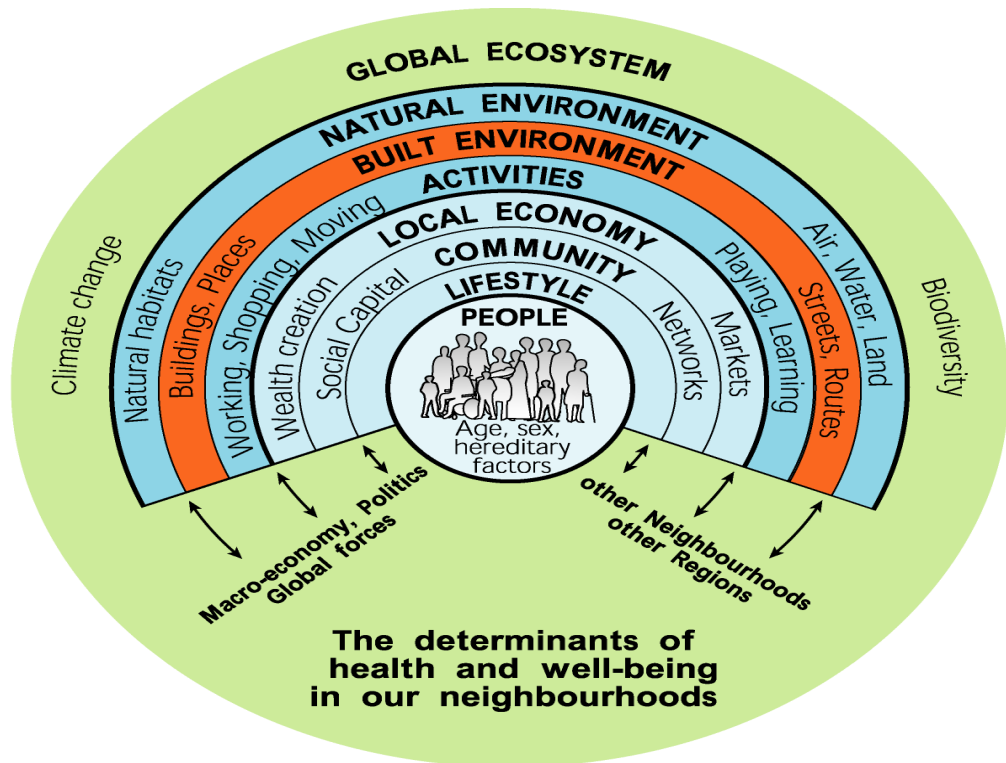 GLOBAL ECOSYSTEM
NATURAL ENVIRONMENT
BUILT ENVIRONMENT
ACTIVITIES
LOCAL ECONOMY
COMMUNITY
LIFESTYLE
PEOPLE
Age, sex,
hereditary
factors
Climate change
Natural habitats
Buildings, Places
Working, Shopping, Moving
Wealth creation
Social Capital
Networks
Markets
Playing, Learning
Streets, Routes
Air, Water, Land
Biodiversity
Macro-economy, Politics
Global forces
other Neighbourhoods
other Regions
The determinants of
health and well-being
in our neighbourhoods